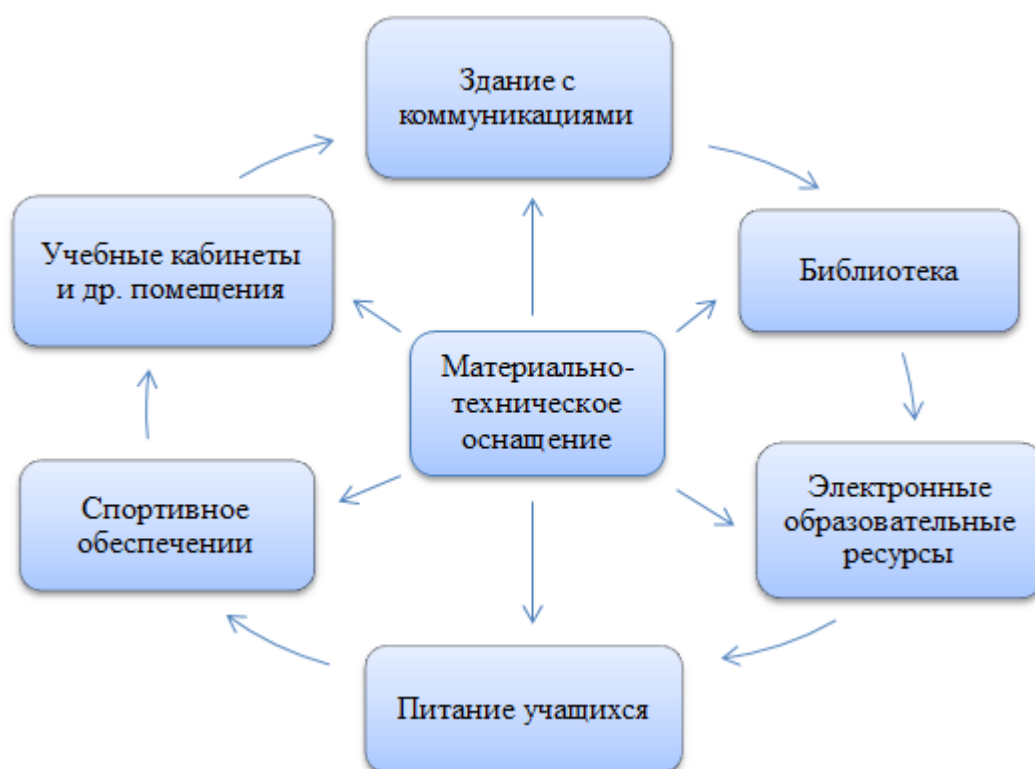 Здание с
коммуникациями
Учебные кабинеты
и др. помещения
Библиотека
Материально-
техническое
оснащение
Спортивное
обеспечении
Электронные
образовательные
ресурсы
Питание учащихся